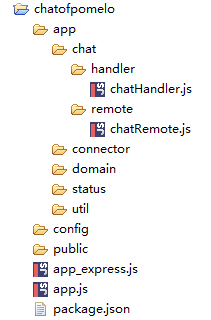 chatofpomelo
app
chat
handler
chatHandler.js
remote
chatRemote.js
connector
domain
status
util
config
public
app_express.js
app.js
package.json